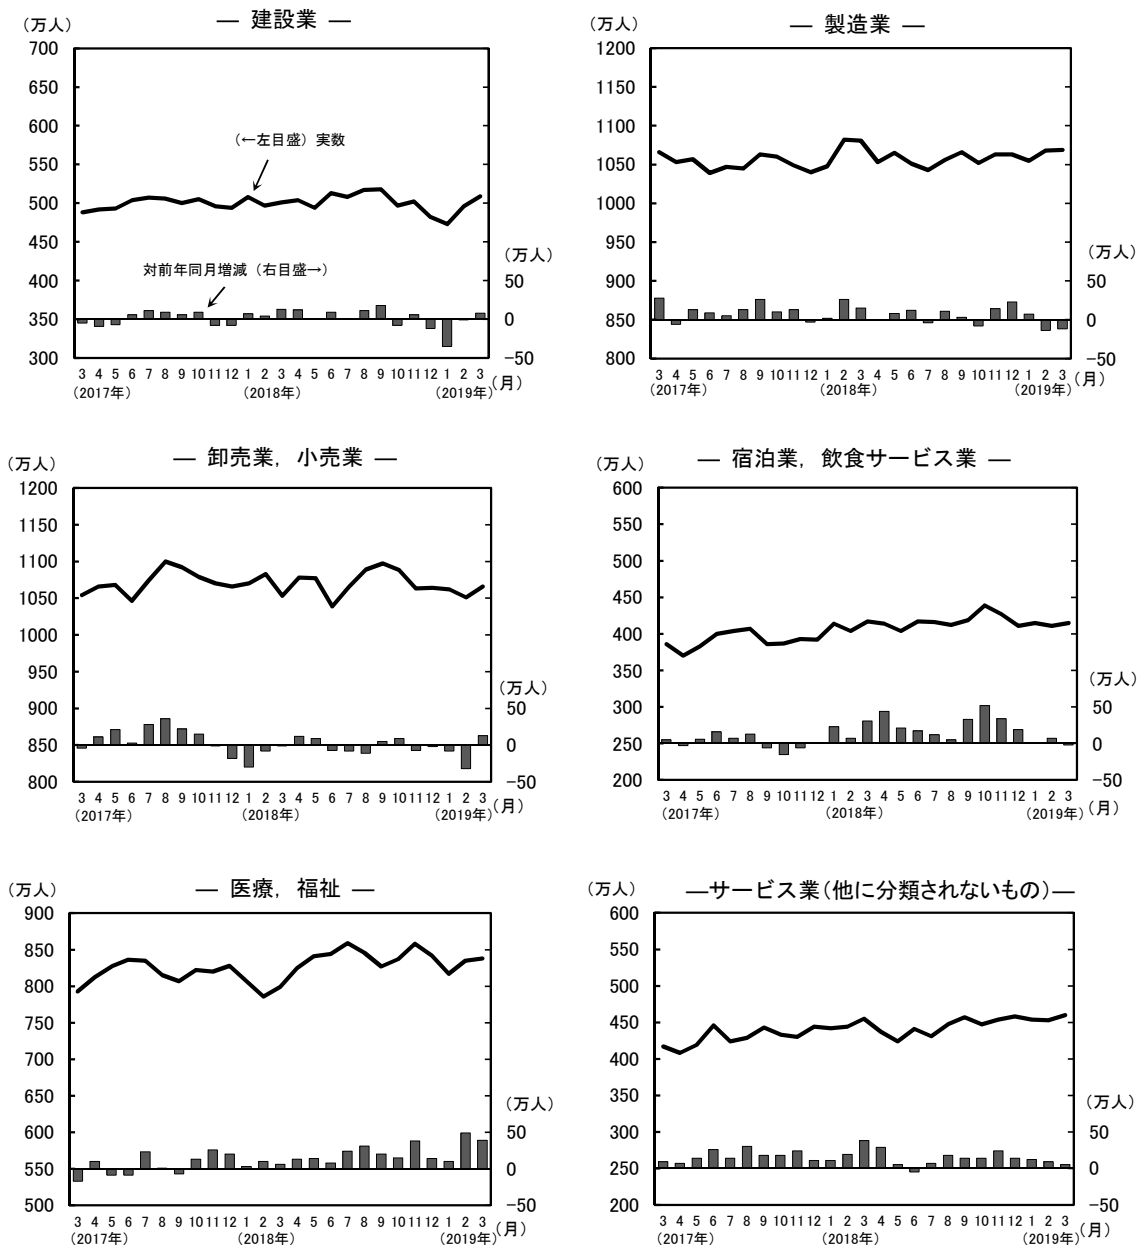 ― 建設業 ―
(万人)
700
650
600
550
500
450
400
350
300
(←左目盛) 実数
対前年同月増減 (右目盛→)
(万人)
50
0
−50
3 4 5 6 7 8 9 10 11 12 1 2 3 4 5 6 7 8 9 10 11 12 1 2 3 (月)
(2017年) (2018年) (2019年)
― 製造業 ―
(万人)
1200
1150
1100
1050
1000
950
900
850
800
(万人)
50
0
−50
3 4 5 6 7 8 9 10 11 12 1 2 3 4 5 6 7 8 9 10 11 12 1 2 3 (月)
(2017年) (2018年) (2019年)
― 卸売業, 小売業 ―
(万人)
1200
1150
1100
1050
1000
950
900
850
800
(万人)
50
0
−50
3 4 5 6 7 8 9 10 11 12 1 2 3 4 5 6 7 8 9 10 11 12 1 2 3 (月)
(2017年) (2018年) (2019年)
― 宿泊業, 飲食サービス業 ―
(万人)
600
550
500
450
400
350
300
250
200
(万人)
50
0
−50
3 4 5 6 7 8 9 10 11 12 1 2 3 4 5 6 7 8 9 10 11 12 1 2 3 (月)
(2017年) (2018年) (2019年)
― 医療, 福祉 ―
(万人)
900
850
800
750
700
650
600
550
500
(万人)
50
0
−50
3 4 5 6 7 8 9 10 11 12 1 2 3 4 5 6 7 8 9 10 11 12 1 2 3 (月)
(2017年) (2018年) (2019年)
―サービス業(他に分類されないもの)―
(万人)
600
550
500
450
400
350
300
250
200
(万人)
50
0
−50
3 4 5 6 7 8 9 10 11 12 1 2 3 4 5 6 7 8 9 10 11 12 1 2 3 (月)
(2017年) (2018年) (2019年)